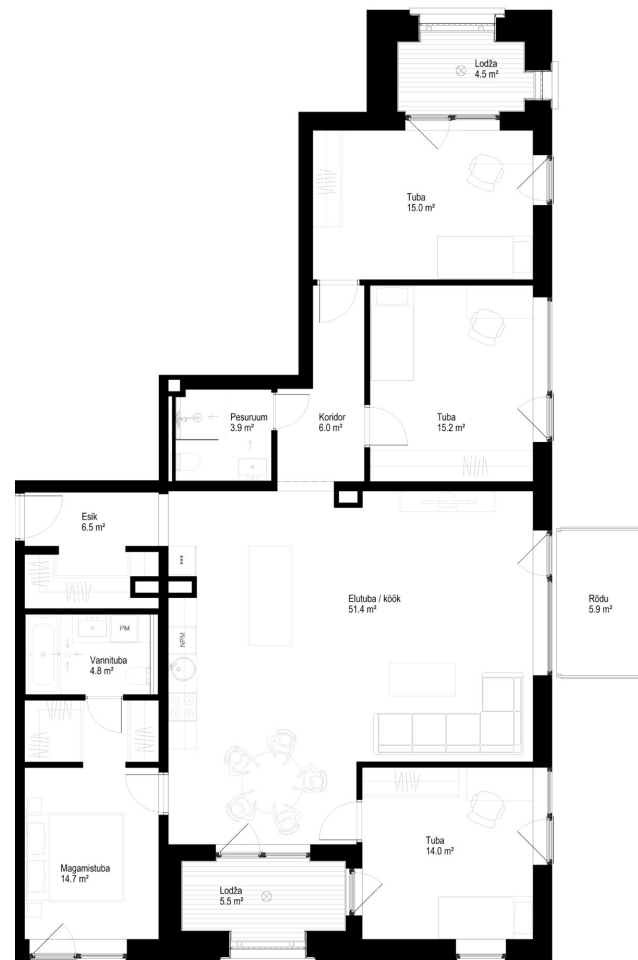 Lodža
4.5 m²
Tuba
15.0 m²
Pesuruum
3.9 m²
Koridor
6.0 m²
Tuba
15.2 m²
Esik
6.5 m²
Elutuba / köök
51.4 m²
Rõdu
5.9 m²
PM
NPM
Vannituba
4.8 m²
Magamistuba
14.7 m²
Lodža
5.5 m²
Tuba
14.0 m²